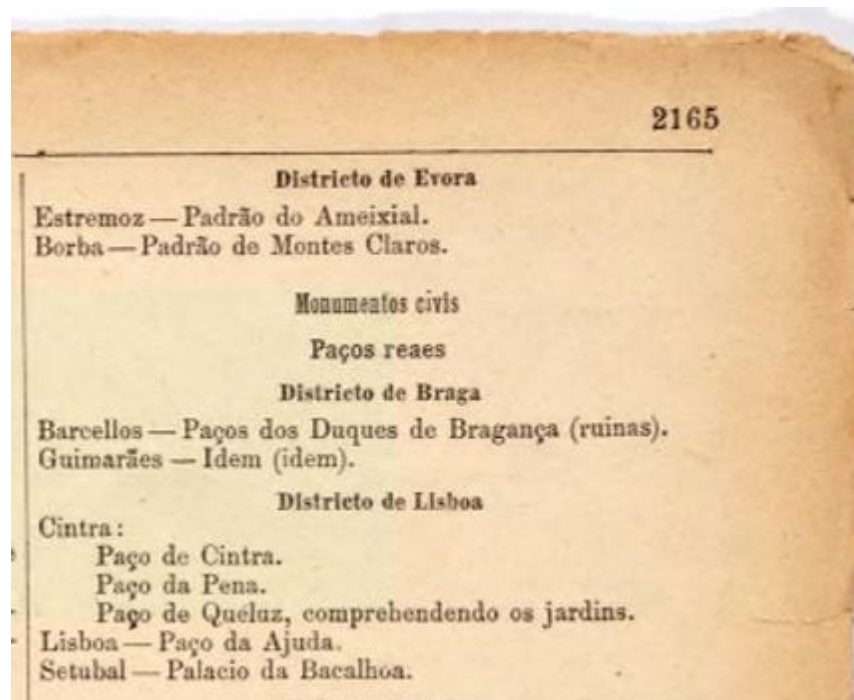 2165
Districto de Evora
Estremoz — Padrão do Ameixial.
Borba — Padrão de Montes Claros.
Monumentos civis
Paços reaes
Districto de Braga
Barcellos — Paços dos Duques de Bragança (ruinas).
Guimarães — Idem (idem).
Districto de Lisboa
Cintra:
Paço de Cintra.
Paço da Pena.
Paço de Queluz, comprehendendo os jardins.
Lisboa — Paço da Ajuda.
Setubal — Palacio da Bacalhoa.